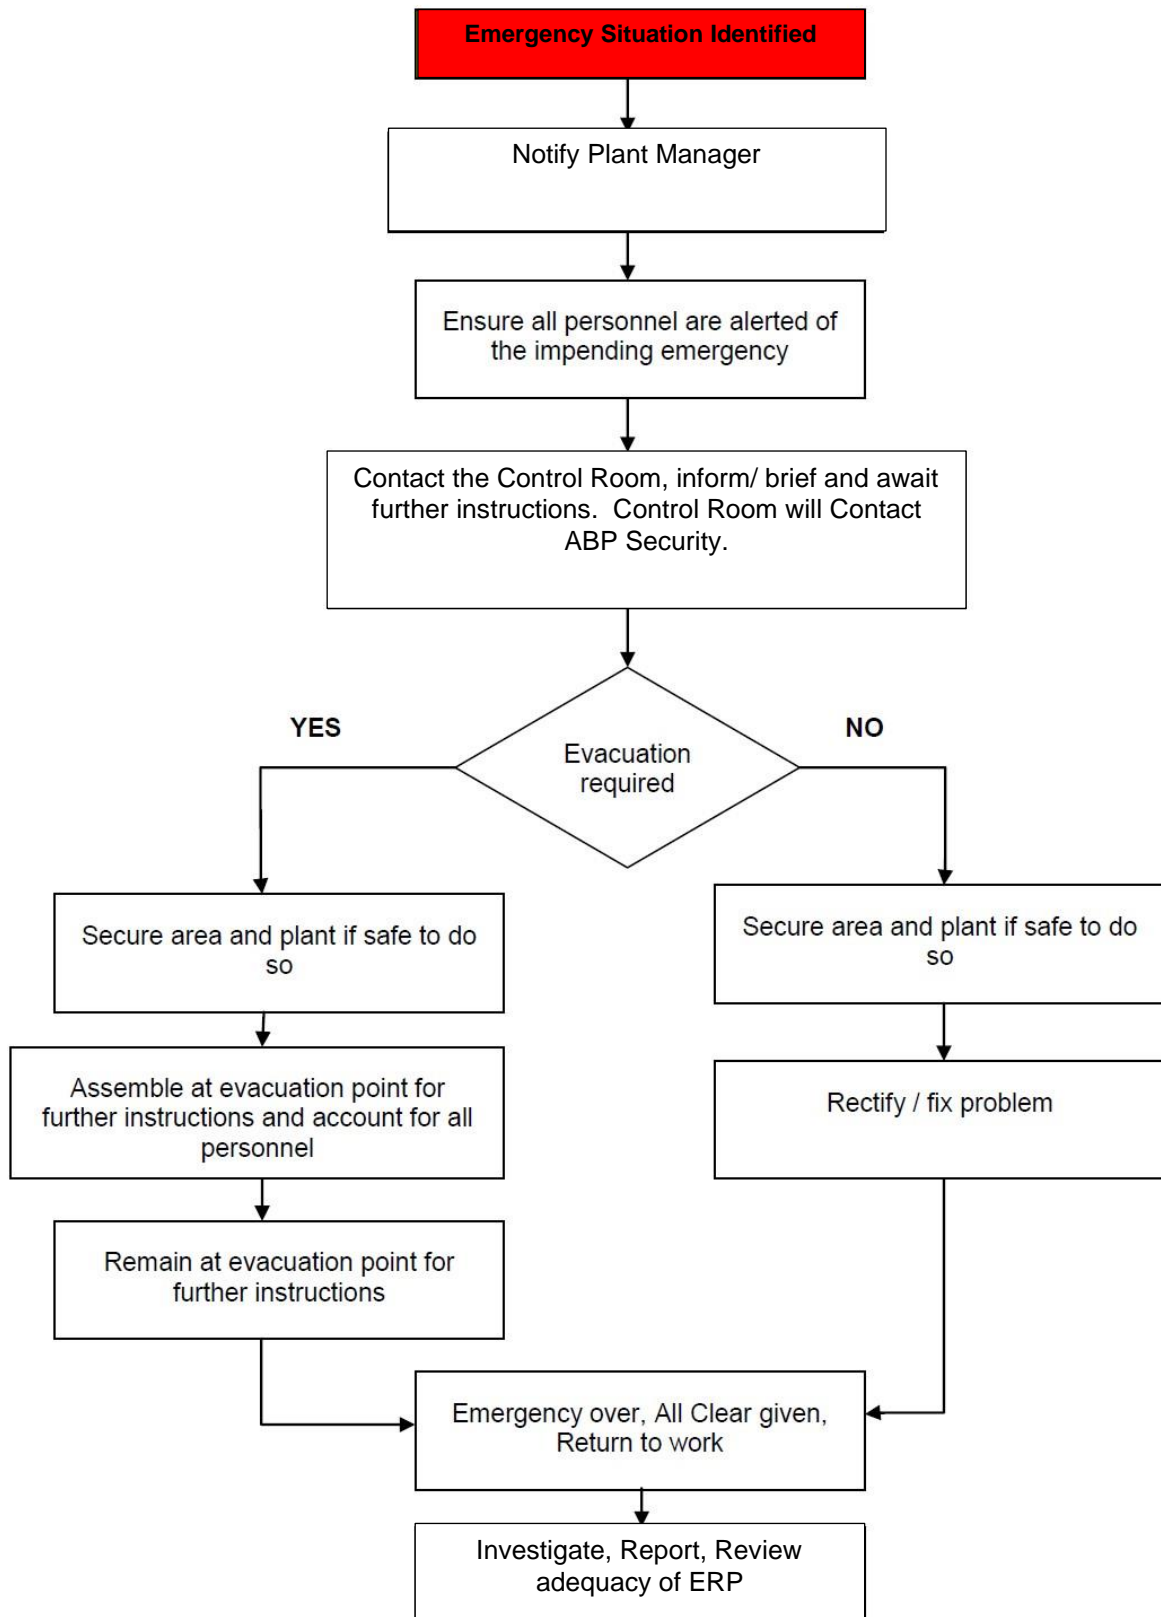 Emergency Situation Identified
Notify Plant Manager
Ensure all personnel are alerted of
the impending emergency
Contact the Control Room, inform/ brief and await
further instructions.  Control Room will Contact
ABP Security.
YES
NO
Evacuation
required
Secure area and plant if safe to do
so
Secure area and plant if safe to do
so
Assemble at evacuation point for
further instructions and account for all
personnel
Rectify / fix problem
Remain at evacuation point for
further instructions
Emergency over, All Clear given,
Return to work
Investigate, Report, Review
adequacy of ERP